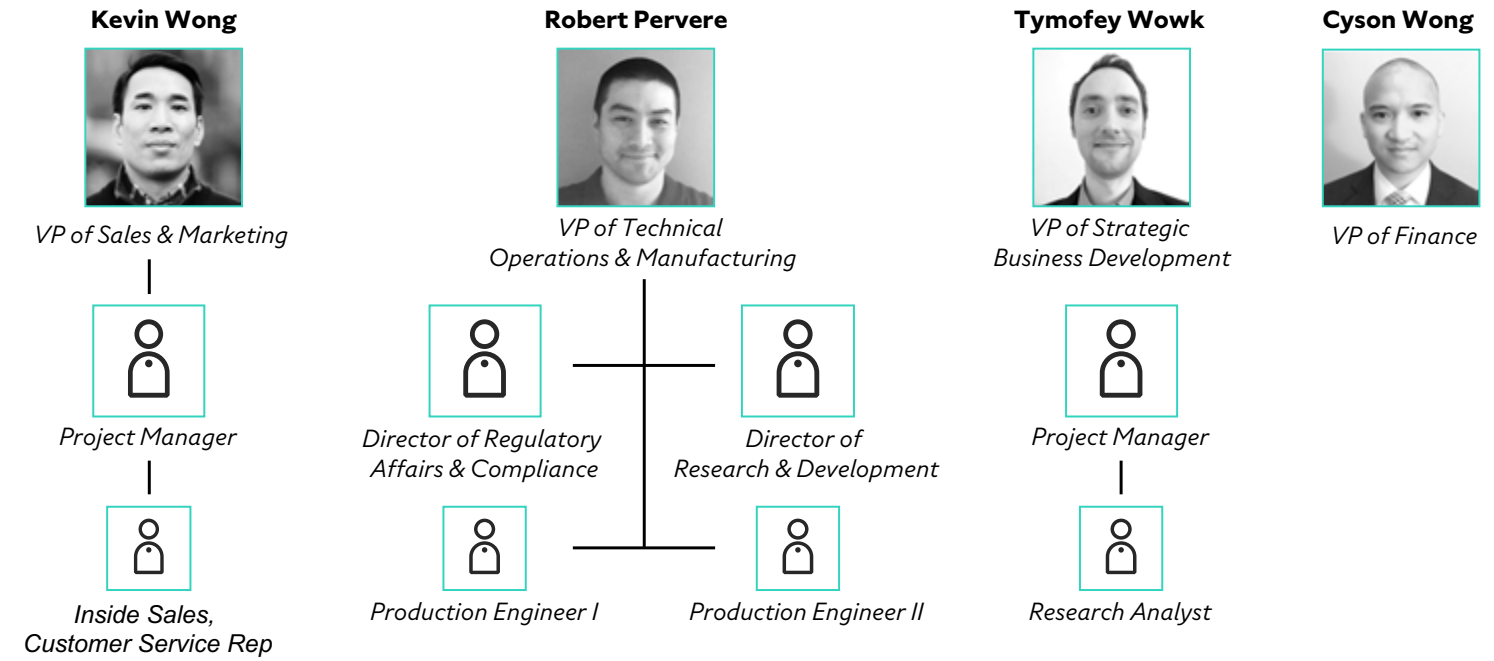 Kevin Wong
Robert Pervere
Tymofey Wowk
Cyson Wong
VP of Sales & Marketing
VP of Technical
Operations & Manufacturing
VP of Strategic
Business Development
VP of Finance
Project Manager
Director of Regulatory
Affairs & Compliance
Director of
Research & Development
Project Manager
Inside Sales,
Customer Service Rep
Production Engineer I
Production Engineer II
Research Analyst